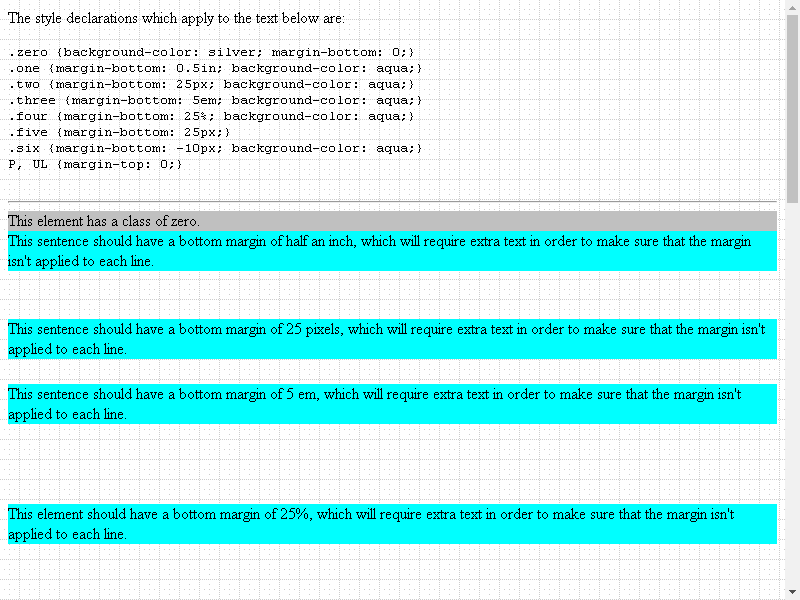 The style declarations which apply to the text below are:
.zero {background-color: silver; margin-bottom: 0;}
.one {margin-bottom: 0.5in; background-color: aqua;}
.two {margin-bottom: 25px; background-color: aqua;}
.three {margin-bottom: 5em; background-color: aqua;}
.four {margin-bottom: 25%; background-color: aqua;}
.five {margin-bottom: 25px;}
.six {margin-bottom: -10px; background-color: aqua;}
P, UL {margin-top: 0;}
This element has a class of zero.
This sentence should have a bottom margin of half an inch, which will require extra text in order to make sure that the margin
isn't applied to each line.
This sentence should have a bottom margin of 25 pixels, which will require extra text in order to make sure that the margin isn't
applied to each line.
This sentence should have a bottom margin of 5 em, which will require extra text in order to make sure that the margin isn't
applied to each line.
This element should have a bottom margin of 25%, which will require extra text in order to make sure that the margin isn't
applied to each line.